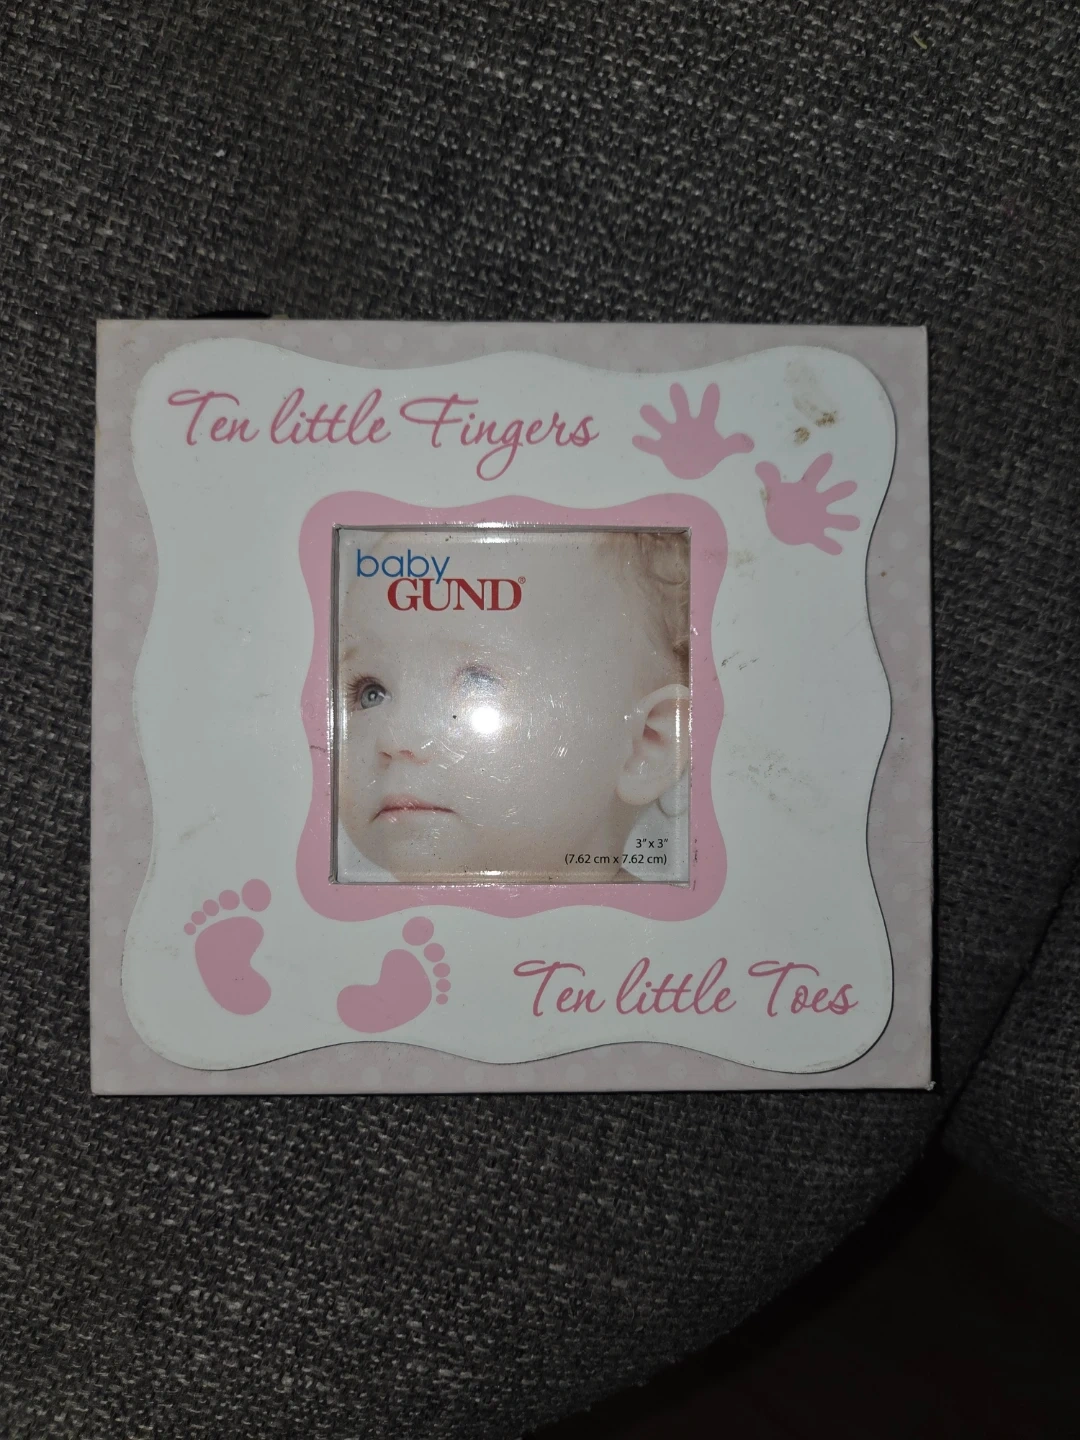 Ten little Fingers
baby
GUND®
3" x 3"
(7.62 cm x 7.62 cm)
Ten little Toes